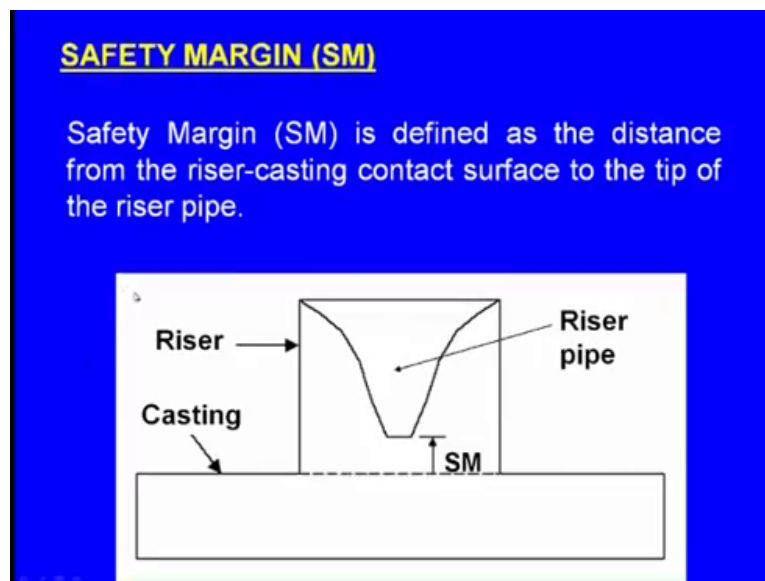 SAFETY MARGIN (SM)
Safety Margin (SM) is defined as the distance
from the riser-casting contact surface to the tip of
the riser pipe.
Riser
Riser
pipe
Casting
SM